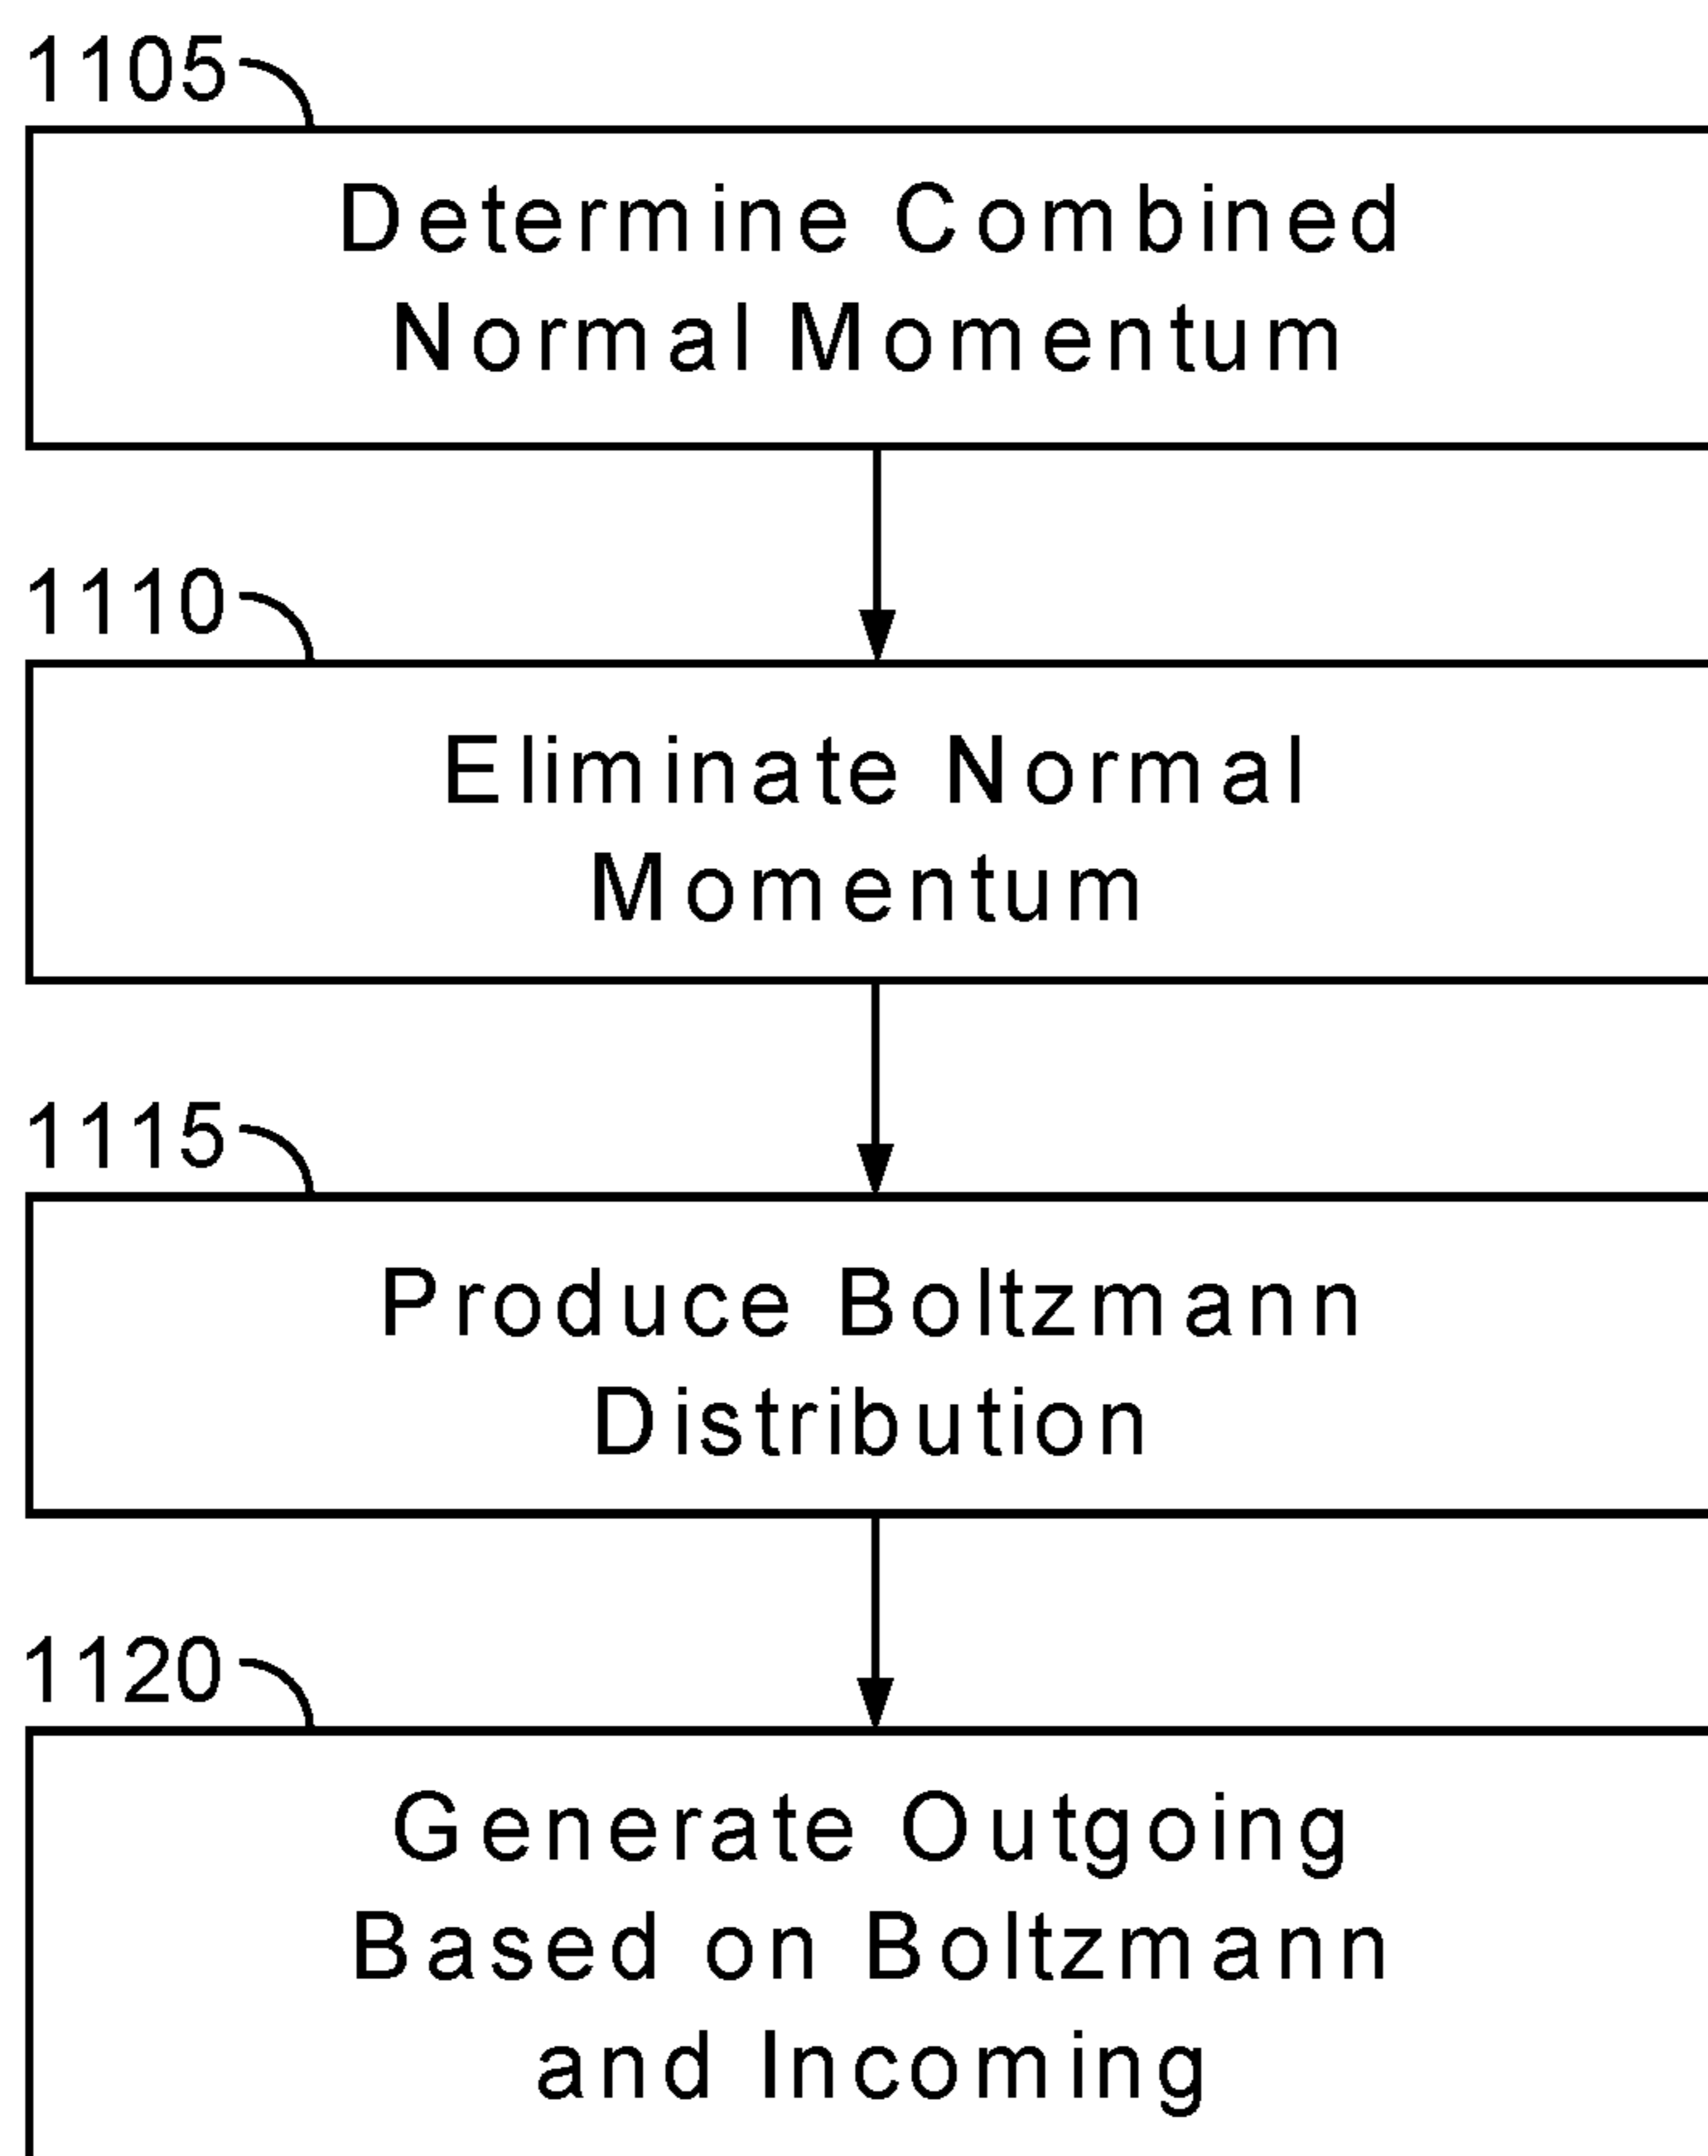 1105
Determine Combined
Normal Momentum
1110
Eliminate Normal
Momentum
1115
Produce Boltzmann
Distribution
1120
Generate Outgoing
Based on Boltzmann
and Incoming